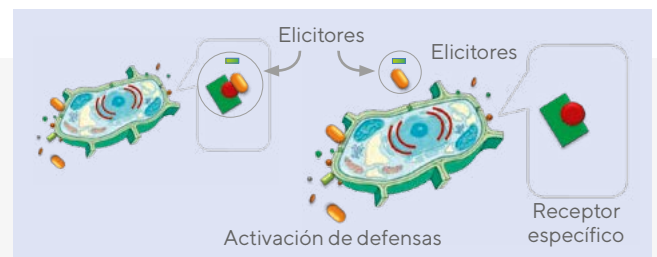 Elicitores
Elicitores
Activación de defensas
Receptor
específico